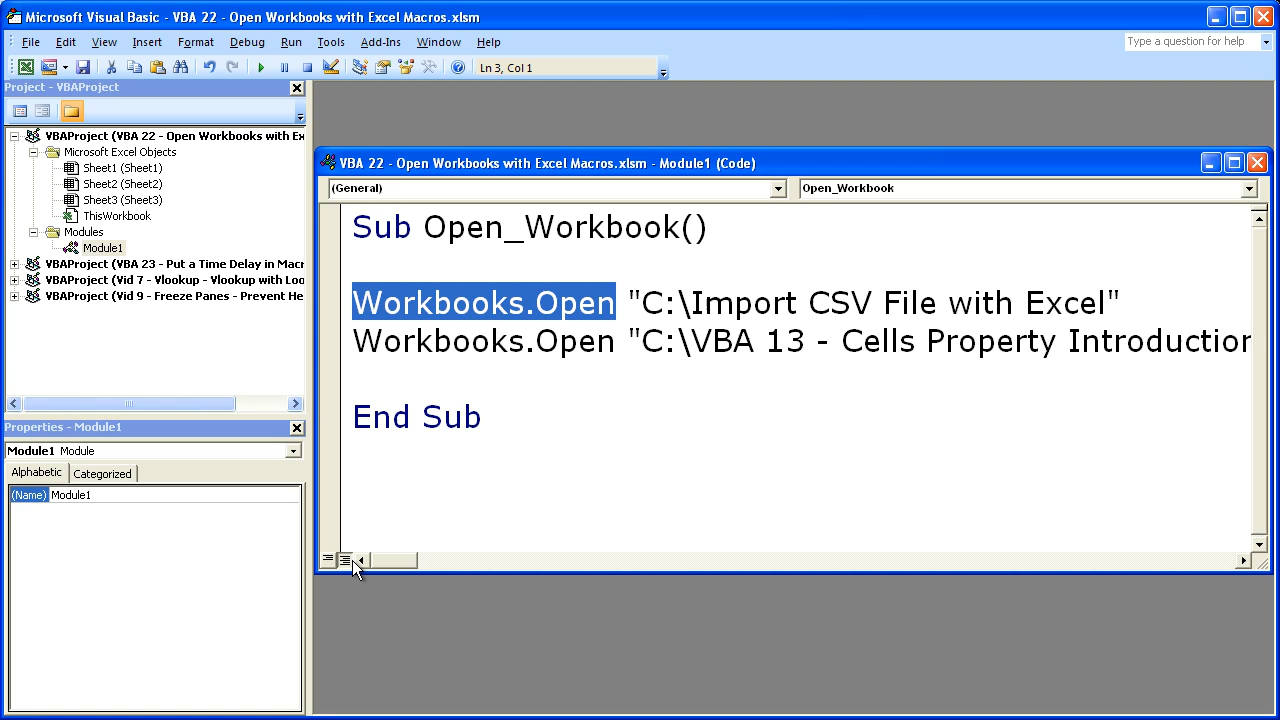 Microsoft Visual Basic - VBA 22 - Open Workbooks with Excel Macros.xlsm
File Edit View Insert Format Debug Run Tools Add-Ins Window Help
Type a question for help
Ln 3, Col 1
Project - VBAProject
VBAProject (VBA 22 - Open Workbooks with Ex
Microsoft Excel Objects
Sheet1 (Sheet1)
Sheet2 (Sheet2)
Sheet3 (Sheet3)
ThisWorkbook
Modules
Module1
VBAProject (VBA 23 - Put a Time Delay in Macr
VBAProject (Vid 7 - Vlookup - Vlookup with Loo
VBAProject (Vid 9 - Freeze Panes - Prevent He
Properties - Module1
Module1 Module
Alphabetic Categorized
(Name) Module1
VBA 22 - Open Workbooks with Excel Macros.xlsm - Module1 (Code)
(General) Open_Workbook
Sub Open_Workbook()
Workbooks.Open "C:\Import CSV File with Excel"
Workbooks.Open "C:\VBA 13 - Cells Property Introduction
End Sub